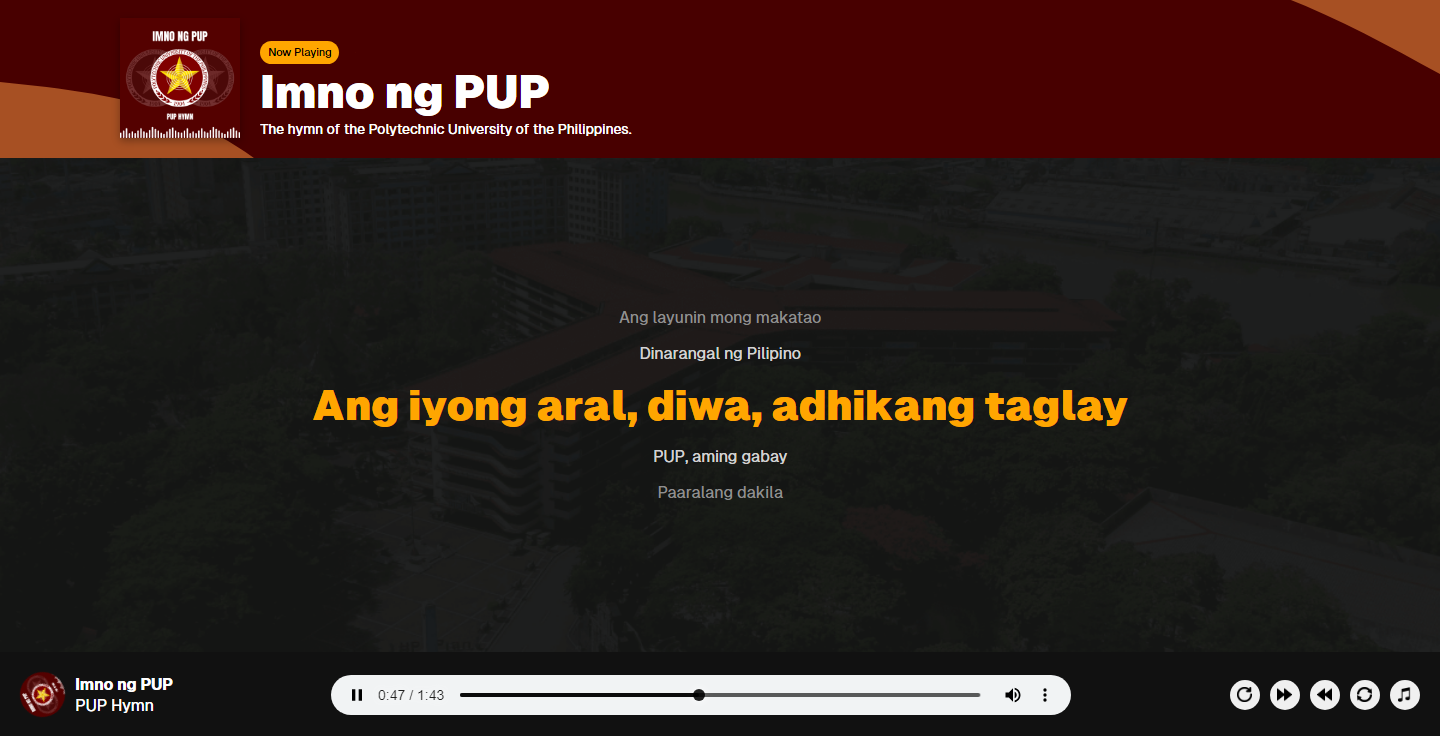 IMNO NG PUP
PUP HYMN
Now Playing
Imno ng PUP
The hymn of the Polytechnic University of the Philippines.
Ang layunin mong makatao
Dinarangal ng Pilipino
Ang iyong aral, diwa, adhikang taglay
PUP, aming gabay
Paaralang dakila
Imno ng PUP
PUP Hymn
0:47 / 1:43